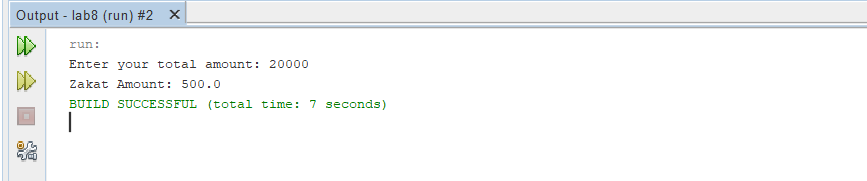 Output - lab8 (run) #2 ✕
run:
Enter your total amount: 20000
Zakat Amount: 500.0
BUILD SUCCESSFUL (total time: 7 seconds)